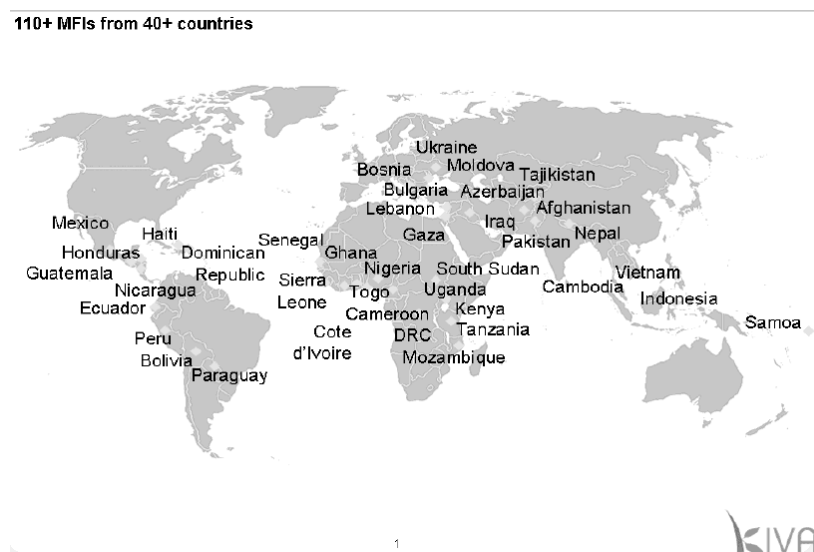 110+ MFIs from 40+ countries
Ukraine
Bosnia
Moldova
Tajikistan
Bulgaria
Azerbaijan
Lebanon
Afghanistan
Mexico
Iraq
Haiti
Gaza
Nepal
Senegal
Pakistan
Honduras
Dominican
Republic
Ghana
Guatemala
Nigeria
South Sudan
Vietnam
Sierra
Leone
Nicaragua
Togo
Uganda
Cambodia
Indonesia
Ecuador
Cameroon
Kenya
Samoa
Cote
d'Ivoire
Tanzania
Peru
DRC
Bolivia
Mozambique
Paraguay
1
KIVA